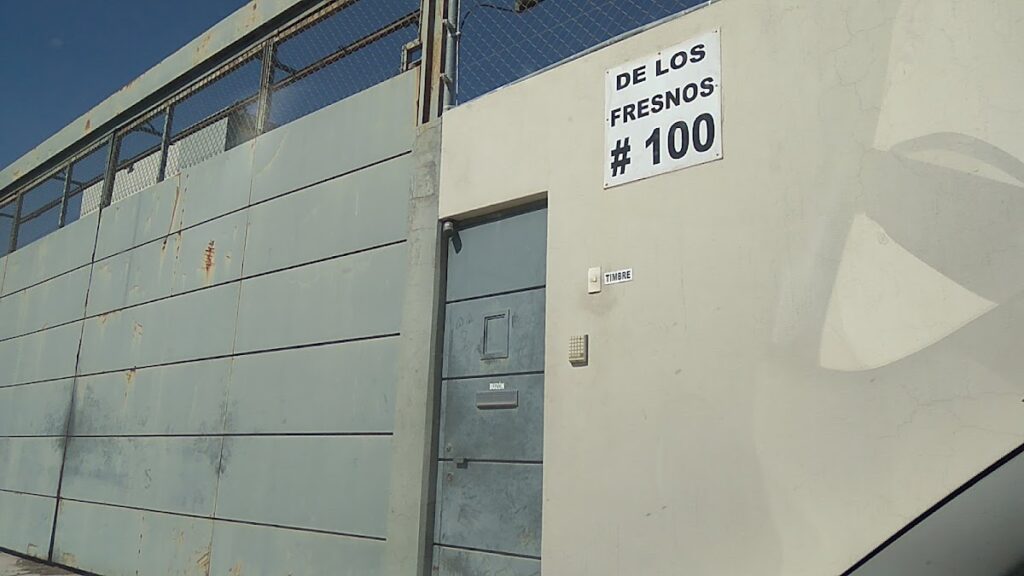 DE LOS
FRESNOS
# 100
TIMBRE